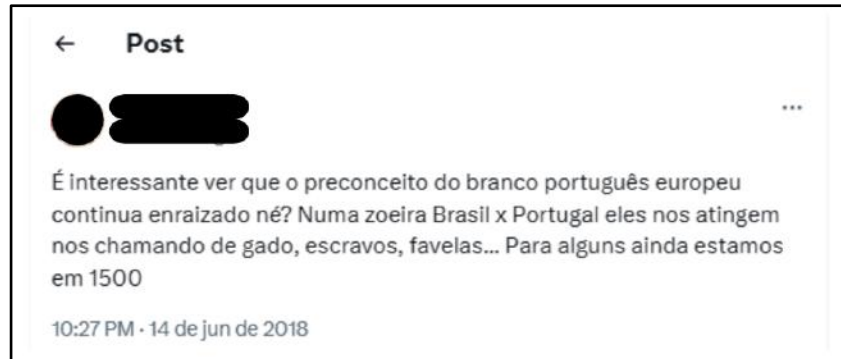 ← Post
...
É interessante ver que o preconceito do branco português europeu
continua enraizado né? Numa zoeira Brasil x Portugal eles nos atingem
nos chamando de gado, escravos, favelas... Para alguns ainda estamos
em 1500
10:27 PM · 14 de jun de 2018